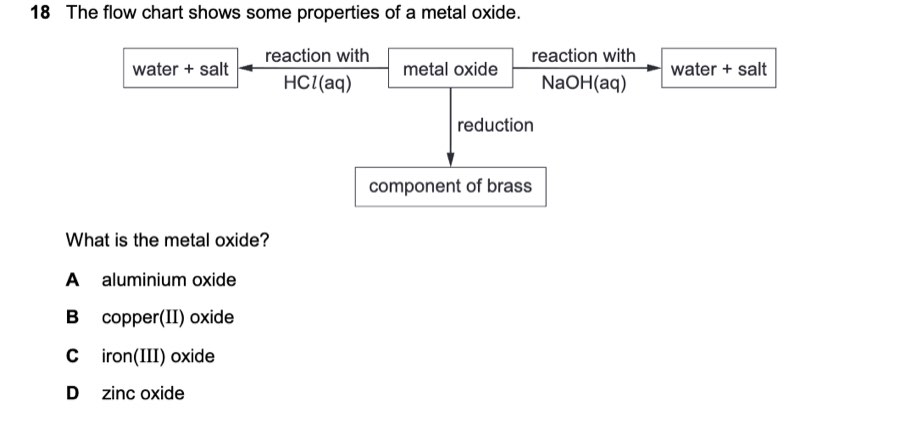 18 The flow chart shows some properties of a metal oxide.
water + salt
reaction with
HCl(aq)
metal oxide
reaction with
NaOH(aq)
water + salt
reduction
component of brass
What is the metal oxide?
A aluminium oxide
B copper(II) oxide
C iron(III) oxide
D zinc oxide